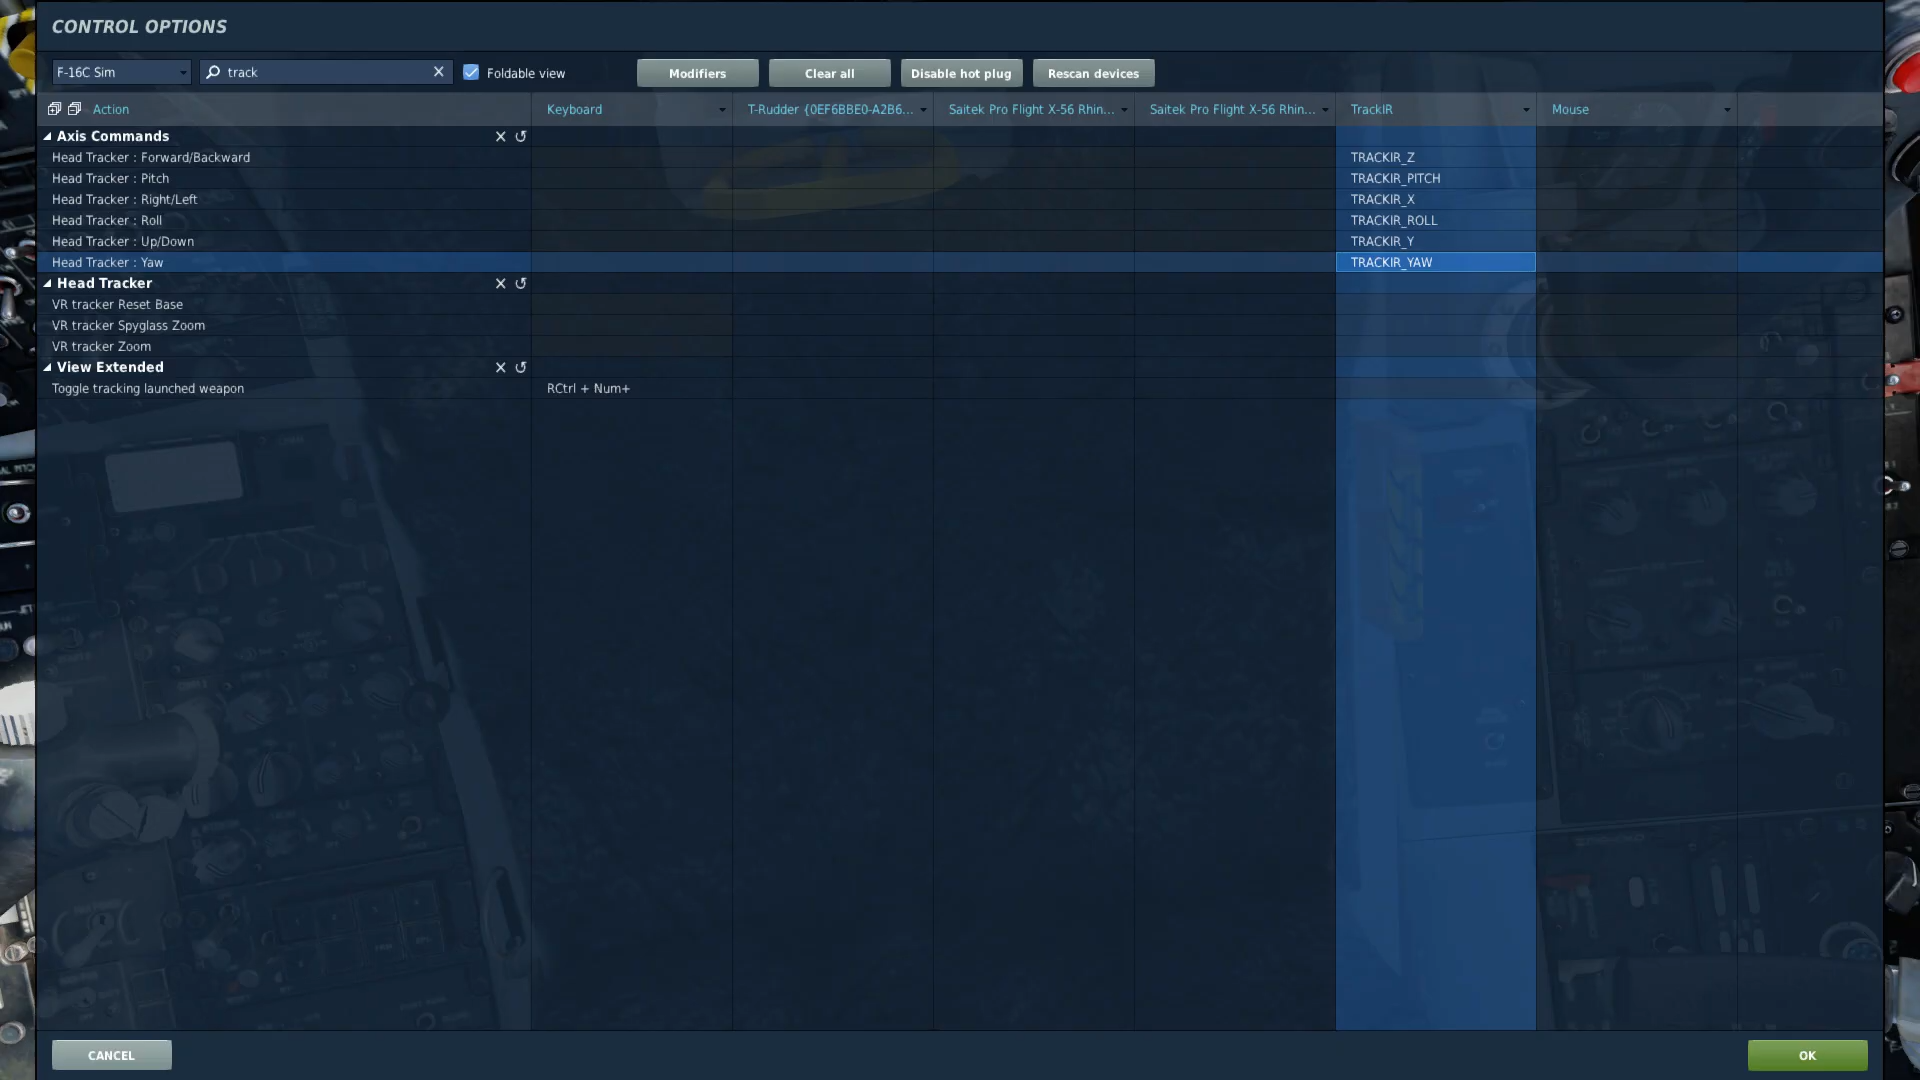 CONTROL OPTIONS
F-16C Sim track Foldable view Modifiers Clear all Disable hot plug Rescan devices
Action Keyboard T-Rudder {0EF6BBE0-A2B6... Saitek Pro Flight X-56 Rhin... Saitek Pro Flight X-56 Rhin... TrackIR Mouse
Axis Commands
Head Tracker : Forward/Backward TRACKIR_Z
Head Tracker : Pitch TRACKIR_PITCH
Head Tracker : Right/Left TRACKIR_X
Head Tracker : Roll TRACKIR_ROLL
Head Tracker : Up/Down TRACKIR_Y
Head Tracker : Yaw TRACKIR_YAW
Head Tracker
VR tracker Reset Base
VR tracker Spyglass Zoom
VR tracker Zoom
View Extended
Toggle tracking launched weapon RCtrl + Num+
CANCEL OK